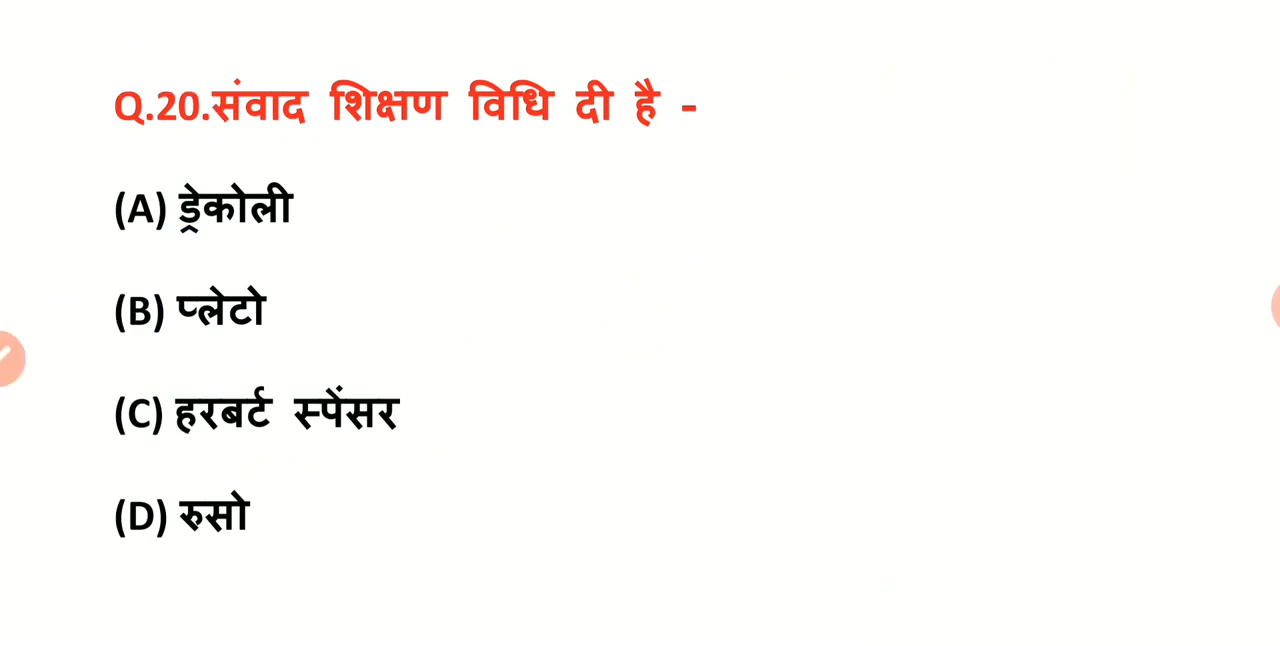 Q.20.संवाद शिक्षण विधि दी है -
(A) ड्रेकोली
(B) प्लेटो
(C) हरबर्ट स्पेंसर
(D) रुसो